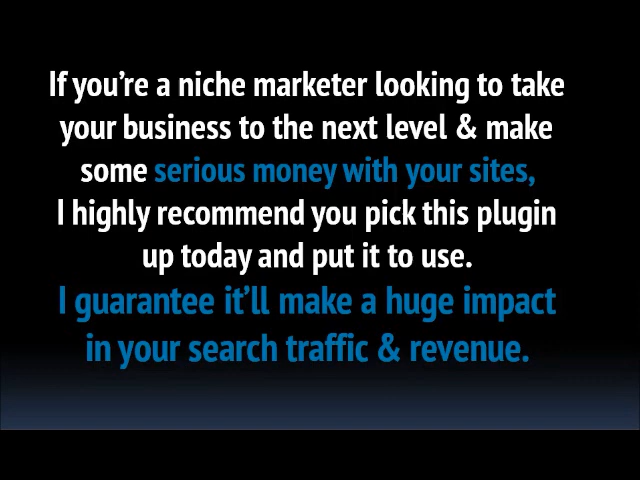 If you're a niche marketer looking to take
your business to the next level & make
some serious money with your sites,
I highly recommend you pick this plugin
up today and put it to use.
I guarantee it'll make a huge impact
in your search traffic & revenue.